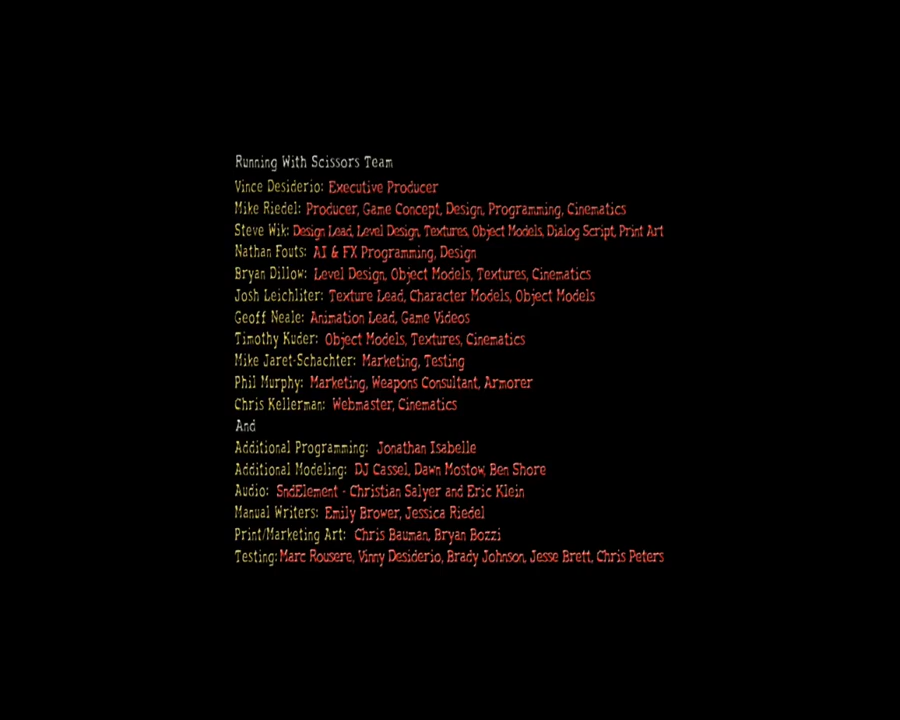 Running With Scissors Team
Vince Desiderio: Executive Producer
Mike Riedel: Producer, Game Concept, Design, Programming, Cinematics
Steve Wik: Design Lead, Level Design, Textures, Object Models, Dialog Script, Print Art
Nathan Fouts: AI & FX Programming, Design
Bryan Dillow: Level Design, Object Models, Textures, Cinematics
Josh Leichliter: Texture Lead, Character Models, Object Models
Geoff Neale: Animation Lead, Game Videos
Timothy Kuder: Object Models, Textures, Cinematics
Mike Jaret-Schachter: Marketing, Testing
Phil Murphy: Marketing, Weapons Consultant, Armorer
Chris Kellerman: Webmaster, Cinematics
And
Additional Programming: Jonathan Isabelle
Additional Modeling: DJ Cassel, Dawn Mostow, Ben Shore
Audio: SndElement - Christian Salyer and Eric Klein
Manual Writers: Emily Brower, Jessica Riedel
Print/Marketing Art: Chris Bauman, Bryan Bozzi
Testing: Marc Rousere, Vinny Desiderio, Brady Johnson, Jesse Brett, Chris Peters